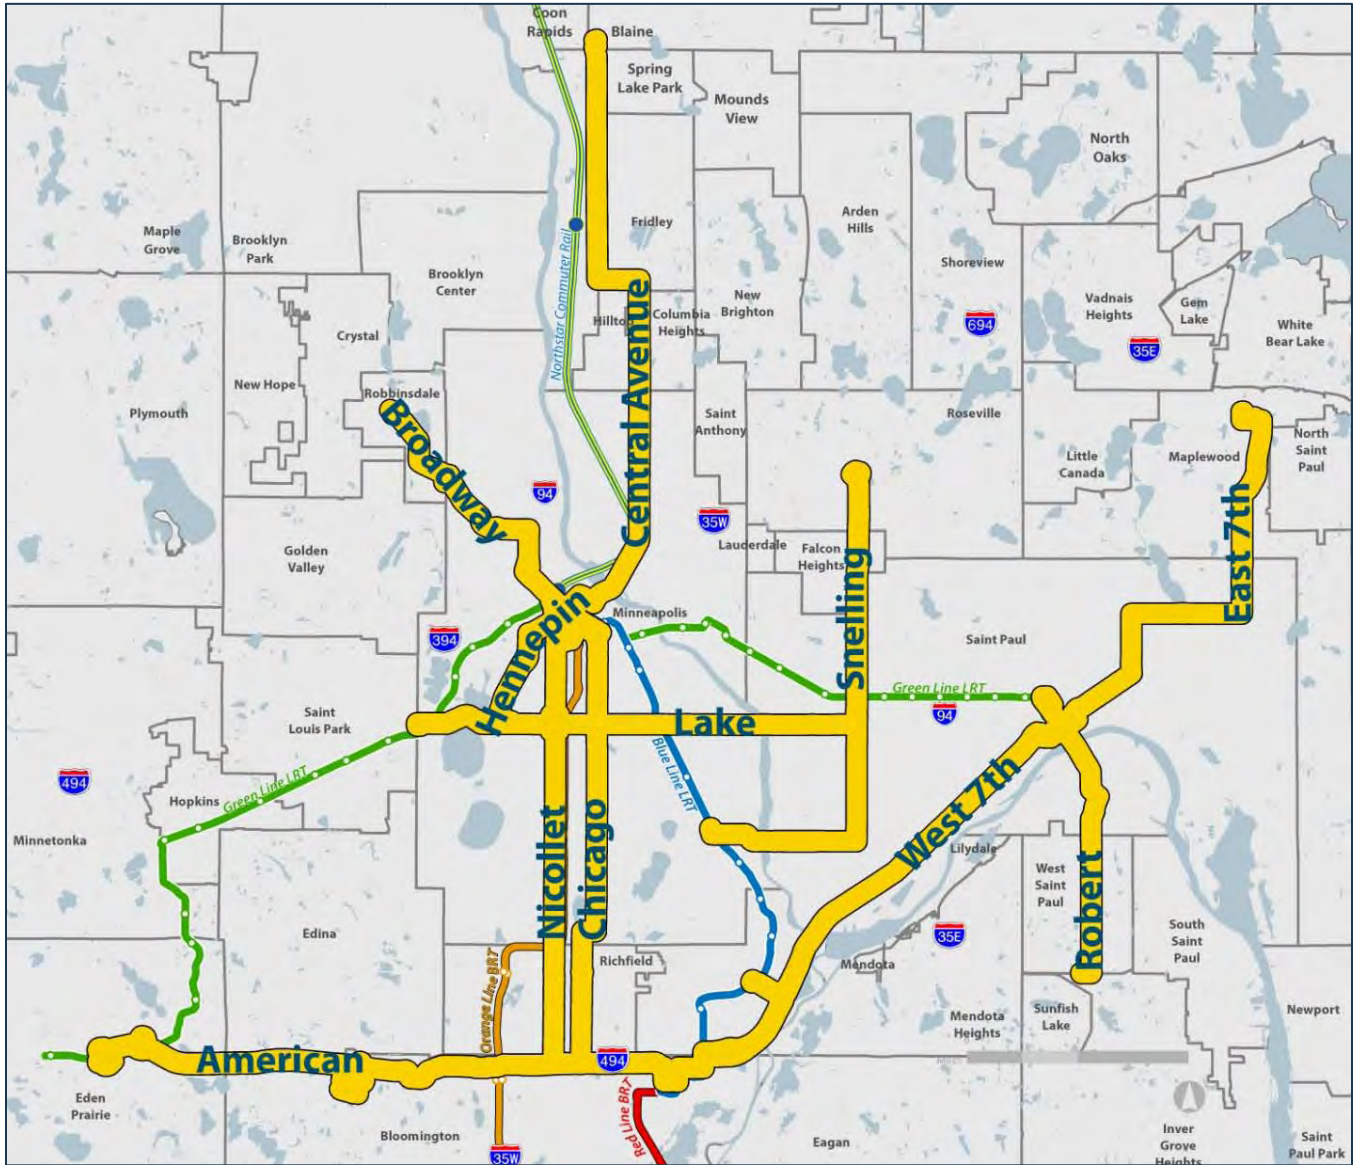 Coon
Rapids
Blaine
Spring
Lake Park
Mounds
View
North
Oaks
Maple
Grove
Brooklyn
Park
Brooklyn
Center
Northstar Commuter Rail
Fridley
Arden
Hills
Shoreview
Hilltop
Columbia
Heights
New
Brighton
694
Vadnais
Heights
Gem
Lake
35E
White
Bear Lake
Crystal
New Hope
Robbinsdale
Plymouth
Broadway
Central Avenue
Saint
Anthony
Roseville
Little
Canada
Maplewood
North
Saint
Paul
94
35W
Golden
Valley
Lauderdale
Falcon
Heights
Snelling
East 7th
394
Hennepin
Minneapolis
Saint Paul
Green Line LRT
94
Saint
Louis Park
Lake
Blue Line LRT
494
Hopkins
Green Line LRT
Minnetonka
Nicollet
Chicago
West 7th
Lilydale
West
Saint
Paul
Robert
Edina
Orange Line BRT
Richfield
35E
Mendota
South
Saint
Paul
Mendota
Heights
Sunfish
Lake
Newport
American
494
Eden
Prairie
Bloomington
35W
Red Line BRT
Eagan
Inver
Grove
Heights
Saint
Paul Park